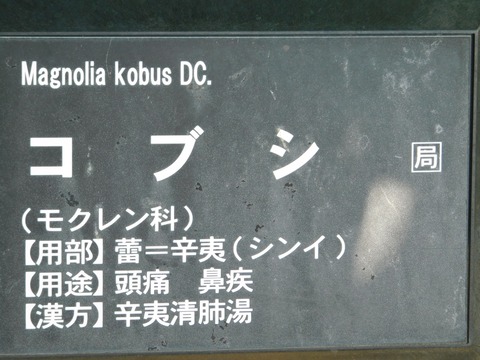 Magnolia kobus DC.
コブシ 局
(モクレン科)
【用部】蕾=辛夷(シンイ)
【用途】頭痛 鼻疾
【漢方】辛夷清肺湯